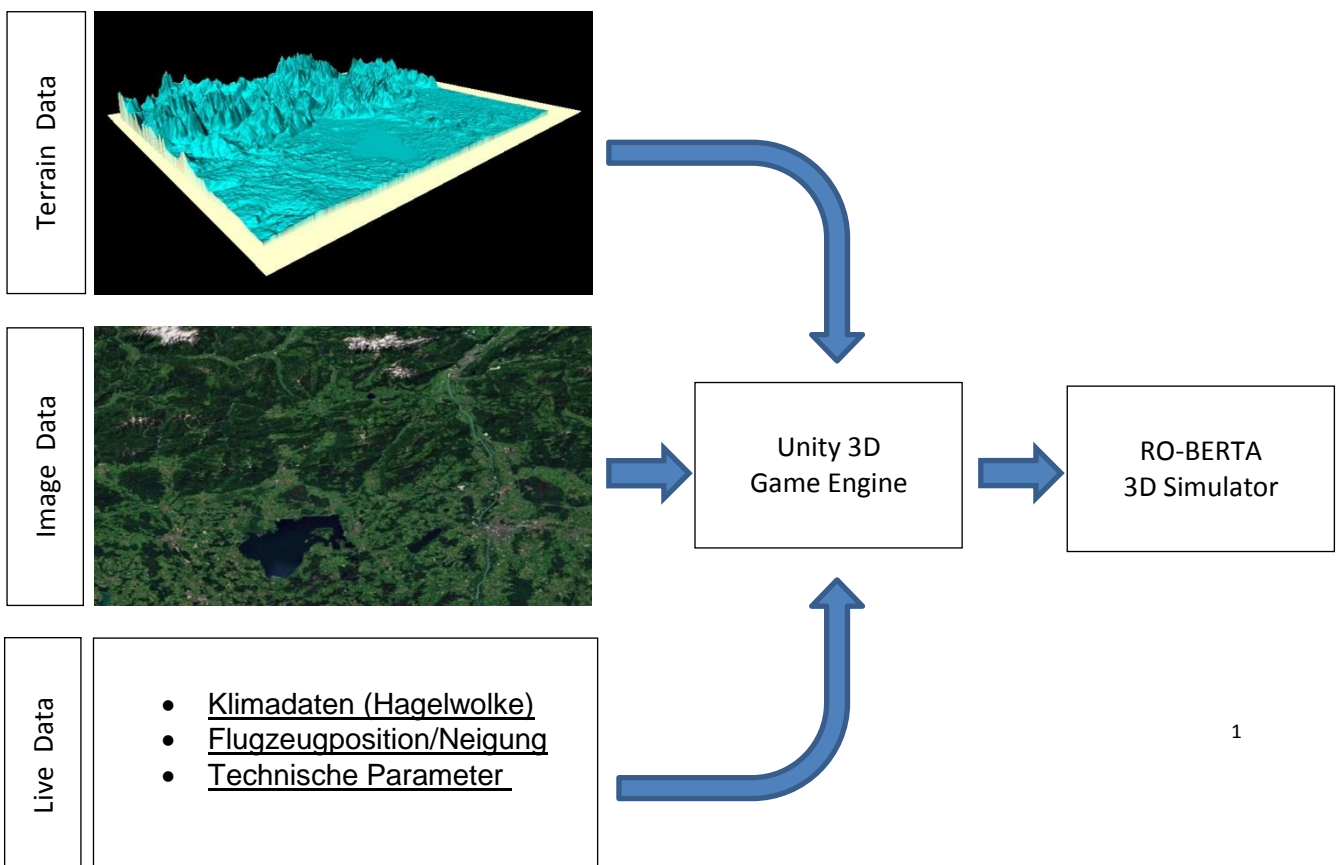 Terrain Data
Image Data
Unity 3D
Game Engine
RO-BERTA
3D Simulator
Live Data
• Klimadaten (Hagelwolke)
• Flugzeugposition/Neigung
• Technische Parameter
1